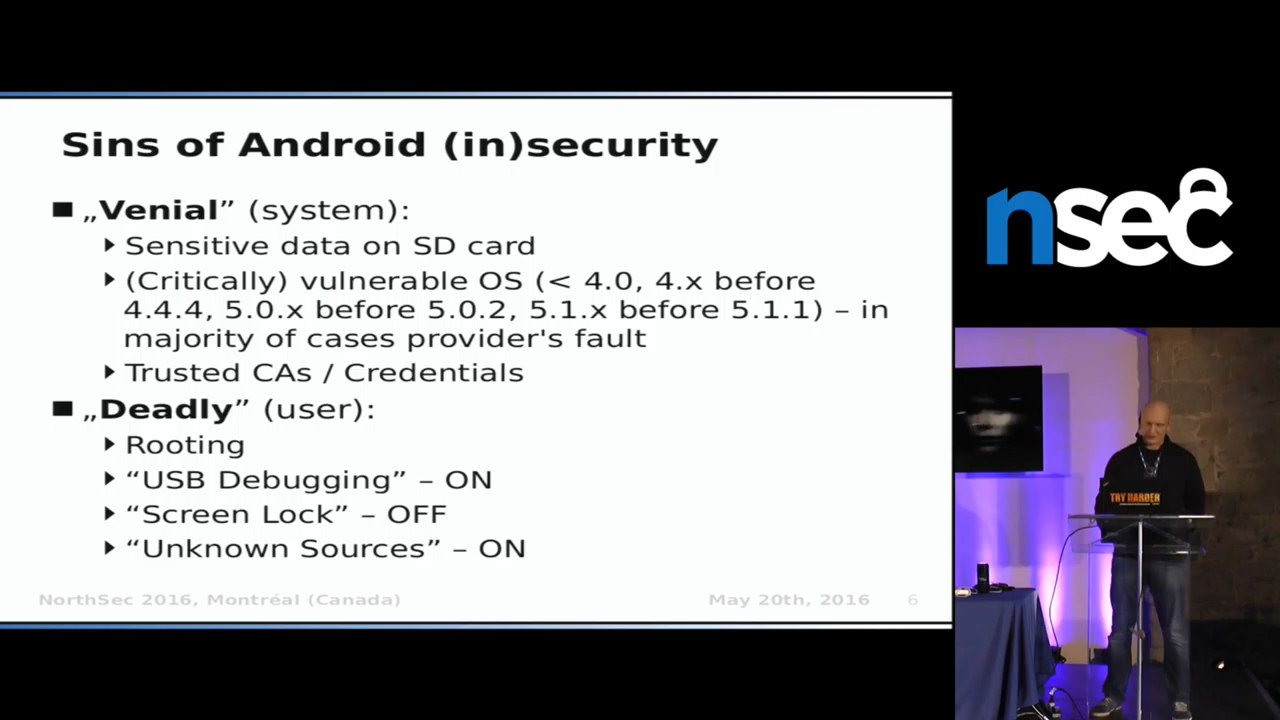 Sins of Android (in)security
■ „Venial” (system):
Sensitive data on SD card
(Critically) vulnerable OS (< 4.0, 4.x before
4.4.4, 5.0.x before 5.0.2, 5.1.x before 5.1.1) – in
majority of cases provider's fault
Trusted CAs / Credentials
■ „Deadly” (user):
Rooting
“USB Debugging” – ON
“Screen Lock” – OFF
“Unknown Sources” – ON
NorthSec 2016, Montréal (Canada) May 20th, 2016 6
nsec
TRY HARDER